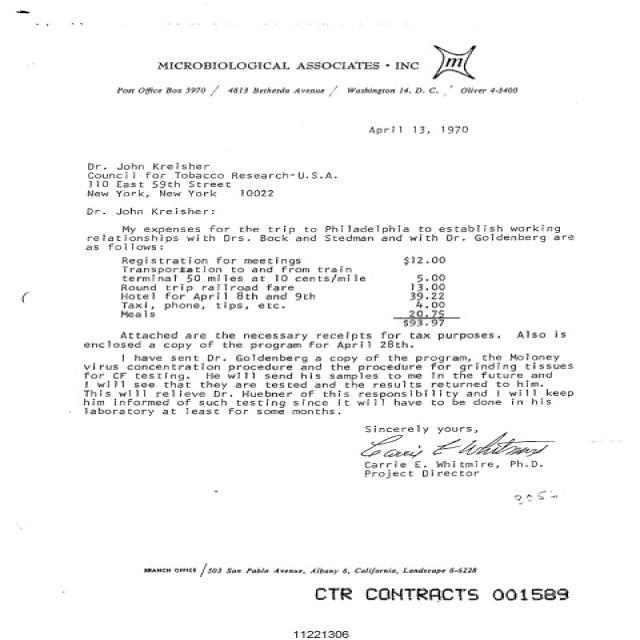 MICROBIOLOGICAL ASSOCIATES • INC m
Post Office Box 5970 / 4813 Bethesda Avenue / Washington 14, D. C. / Oliver 4-3400
April 13, 1970
Dr. John Kreisher
Council for Tobacco Research-U.S.A.
110 East 59th Street
New York, New York 10022
Dr. John Kreisher:
My expenses for the trip to Philadelphia to establish working
relationships with Drs. Bock and Stedman and with Dr. Goldenberg are
as follows:
Registration for meetings $12.00
Transportation to and from train
terminal 50 miles at 10 cents/mile 5.00
Round trip railroad fare 13.00
Hotel for April 8th and 9th 39.22
Taxi, phone, tips, etc. 4.00
Meals 20.75
$93.97
Attached are the necessary receipts for tax purposes. Also is
enclosed a copy of the program for April 28th.
I have sent Dr. Goldenberg a copy of the program, the Moloney
virus concentration procedure and the procedure for grinding tissues
for CF testing. He will send his samples to me in the future and
I will see that they are tested and the results returned to him.
This will relieve Dr. Huebner of this responsibility and I will keep
him informed of such testing since it will have to be done in his
laboratory at least for some months.
Sincerely yours,
Carrie E Whitmire
Carrie E. Whitmire, Ph.D.
Project Director
BRANCH OFFICE / 503 San Pablo Avenue, Albany 6, California, Landscape 6-6228
CTR CONTRACTS 001589
11221306